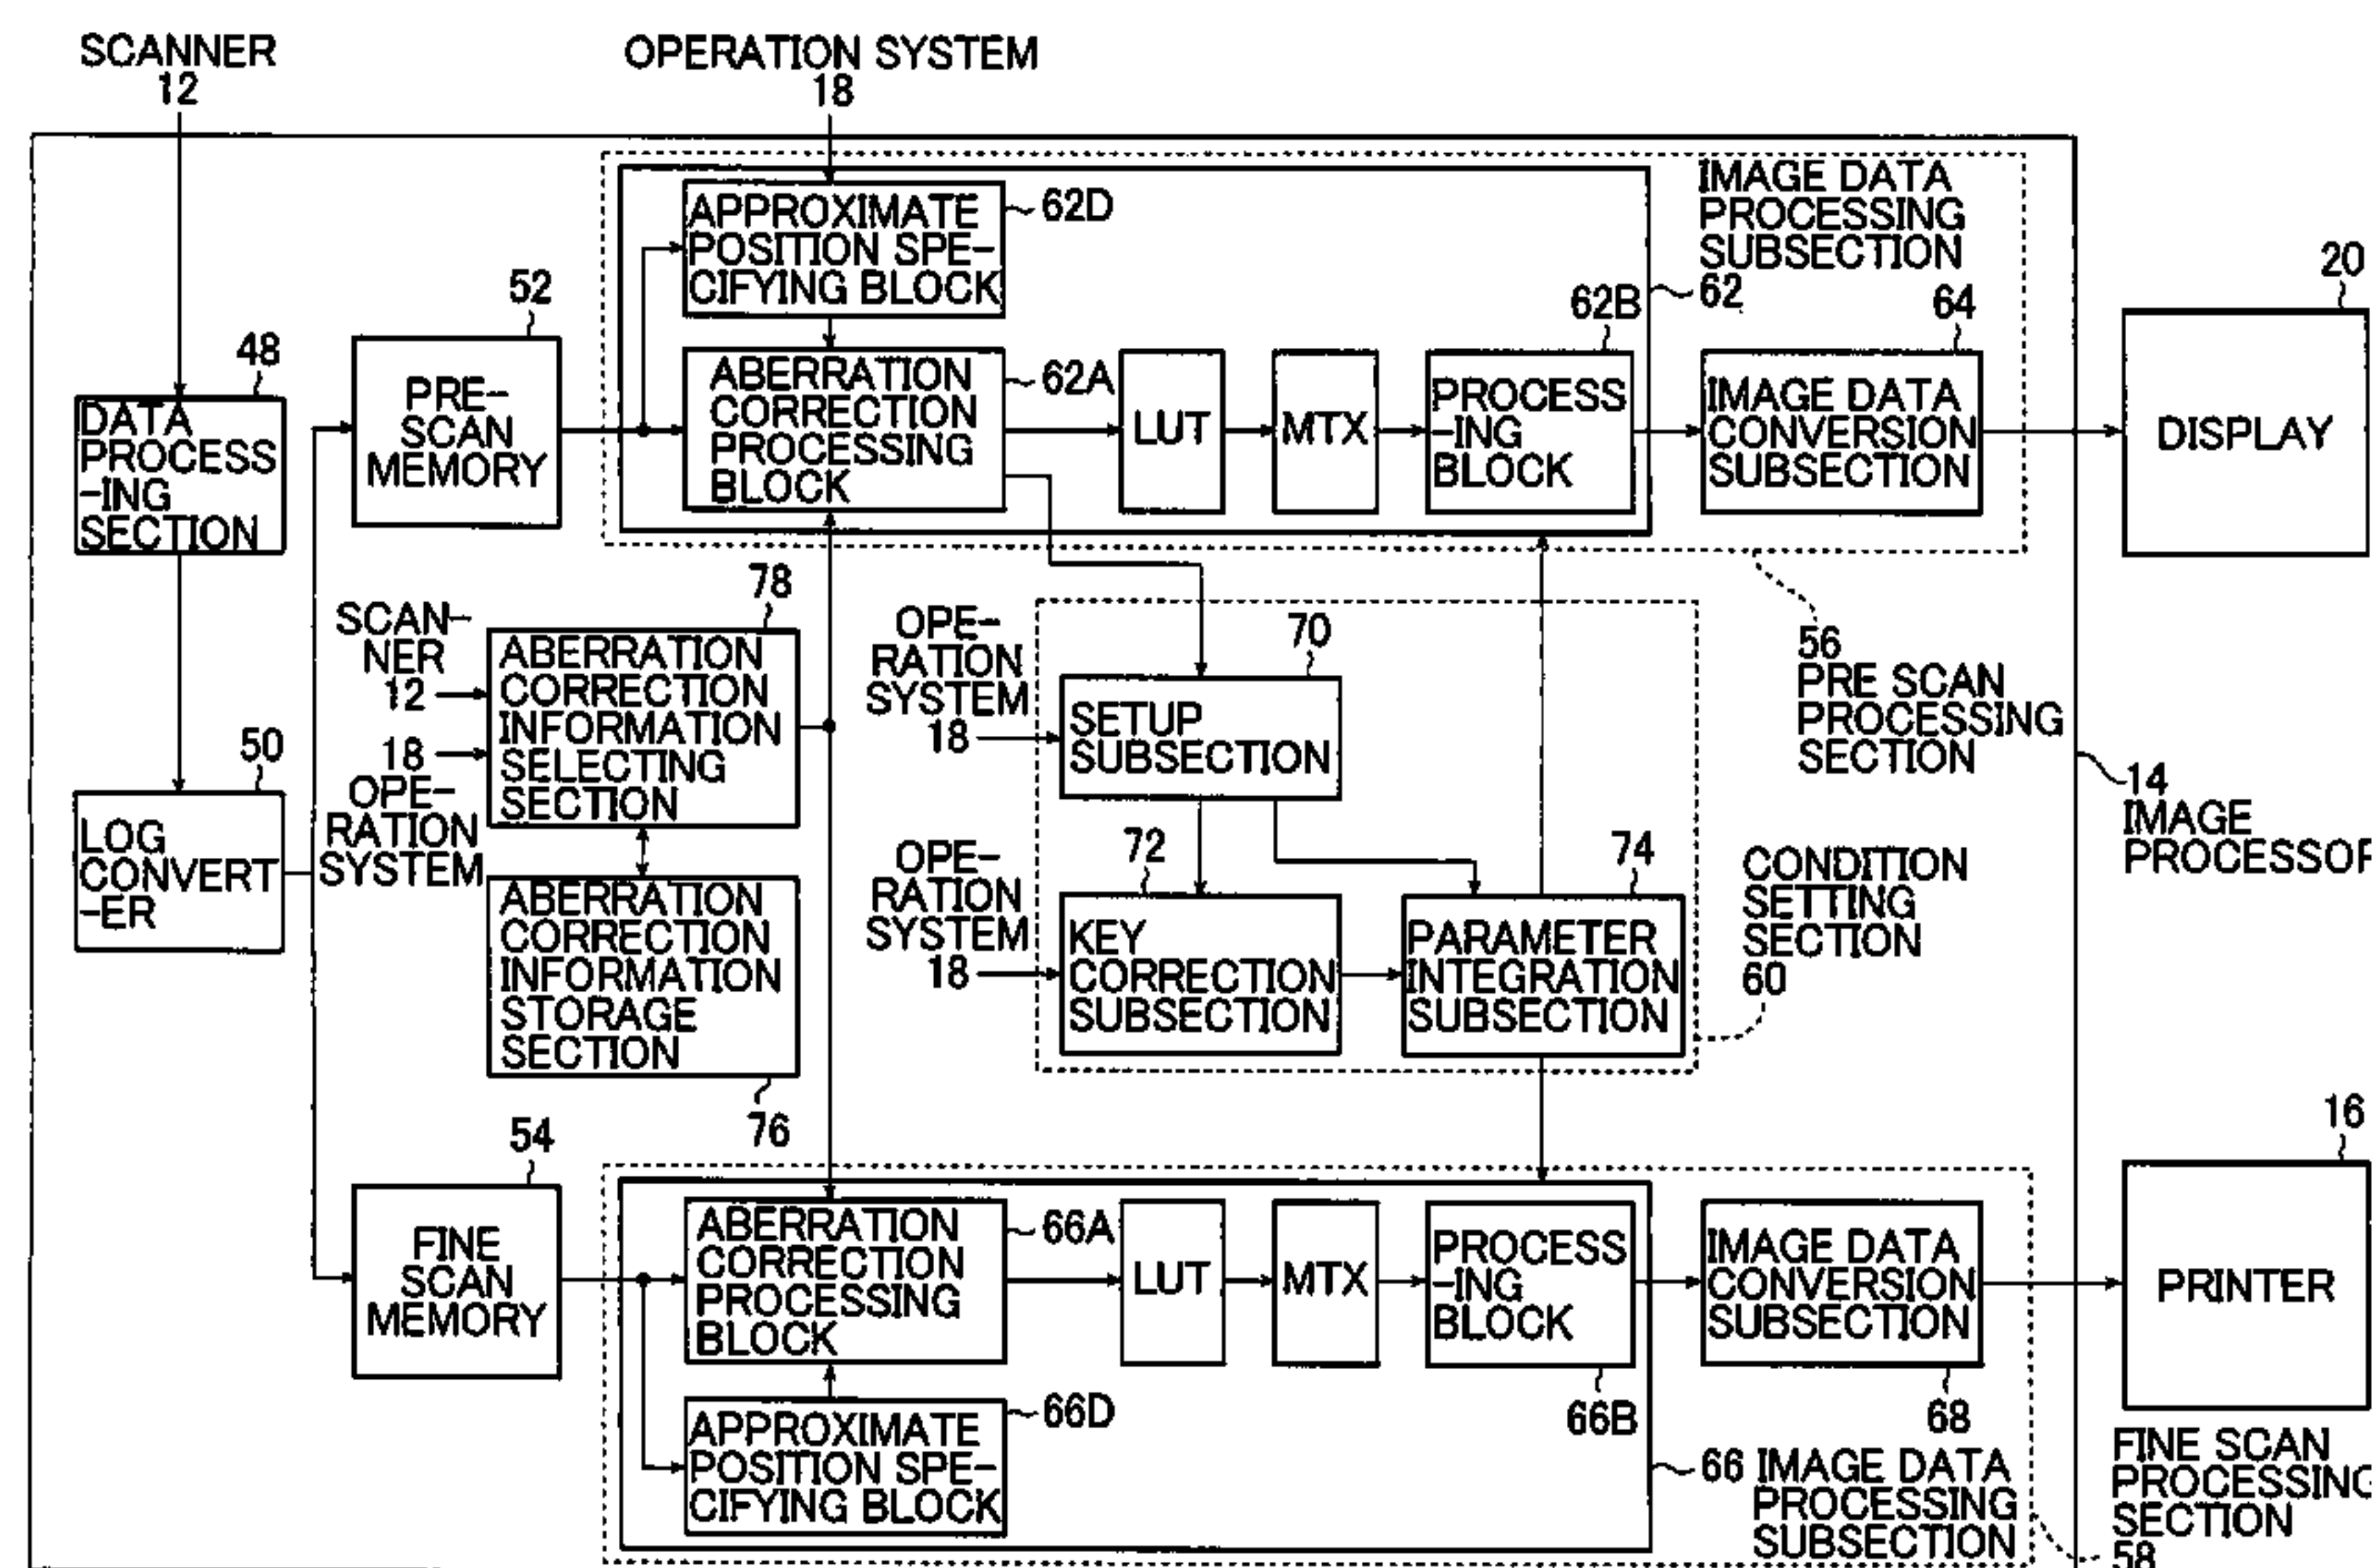 SCANNER
12
OPERATION SYSTEM
18
APPROXIMATE
POSITION SPE-
CIFYING BLOCK
62D
IMAGE DATA
PROCESSING
SUBSECTION
62
52
PRE-
SCAN
MEMORY
48
DATA
PROCESS
-ING
SECTION
ABERRATION
CORRECTION
PROCESSING
BLOCK
62A
LUT
MTX
62B
PROCESS
-ING
BLOCK
64
IMAGE DATA
CONVERSION
SUBSECTION
20
DISPLAY
78
SCAN-
NER
12
18
OPE-
RATION
SYSTEM
ABERRATION
CORRECTION
INFORMATION
SELECTING
SECTION
OPE-
RATION
SYSTEM
18
70
SETUP
SUBSECTION
56
PRE SCAN
PROCESSING
SECTION
14
IMAGE
PROCESSOR
50
LOG
CONVERT
-ER
ABERRATION
CORRECTION
INFORMATION
STORAGE
SECTION
76
OPE-
RATION
SYSTEM
18
72
KEY
CORRECTION
SUBSECTION
74
PARAMETER
INTEGRATION
SUBSECTION
CONDITION
SETTING
SECTION
60
54
FINE
SCAN
MEMORY
ABERRATION
CORRECTION
PROCESSING
BLOCK
66A
LUT
MTX
PROCESS
-ING
BLOCK
66B
IMAGE DATA
CONVERSION
SUBSECTION
68
16
PRINTER
APPROXIMATE
POSITION SPE-
CIFYING BLOCK
66D
66 IMAGE DATA
PROCESSING
SUBSECTION
FINE SCAN
PROCESSING
SECTION
58